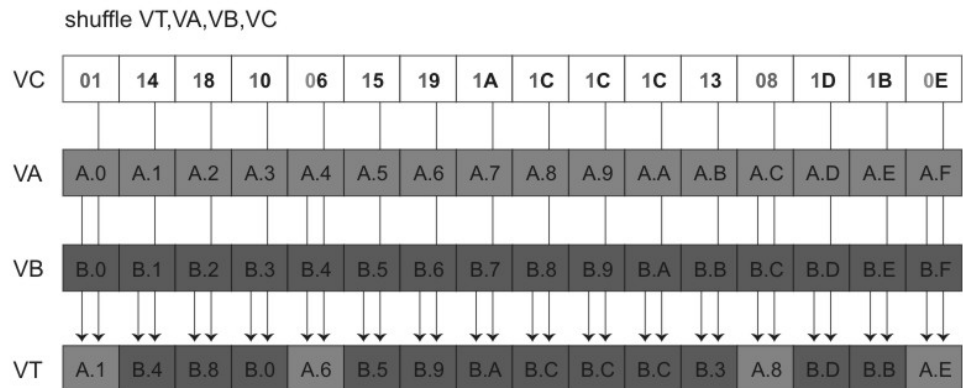 shuffle VT,VA,VB,VC
VC 01 14 18 10 06 15 19 1A 1C 1C 1C 13 08 1D 1B 0E
VA A.0 A.1 A.2 A.3 A.4 A.5 A.6 A.7 A.8 A.9 A.A A.B A.C A.D A.E A.F
VB B.0 B.1 B.2 B.3 B.4 B.5 B.6 B.7 B.8 B.9 B.A B.B B.C B.D B.E B.F
VT A.1 B.4 B.8 B.0 A.6 B.5 B.9 B.A B.C B.C B.C B.3 A.8 B.D B.B A.E